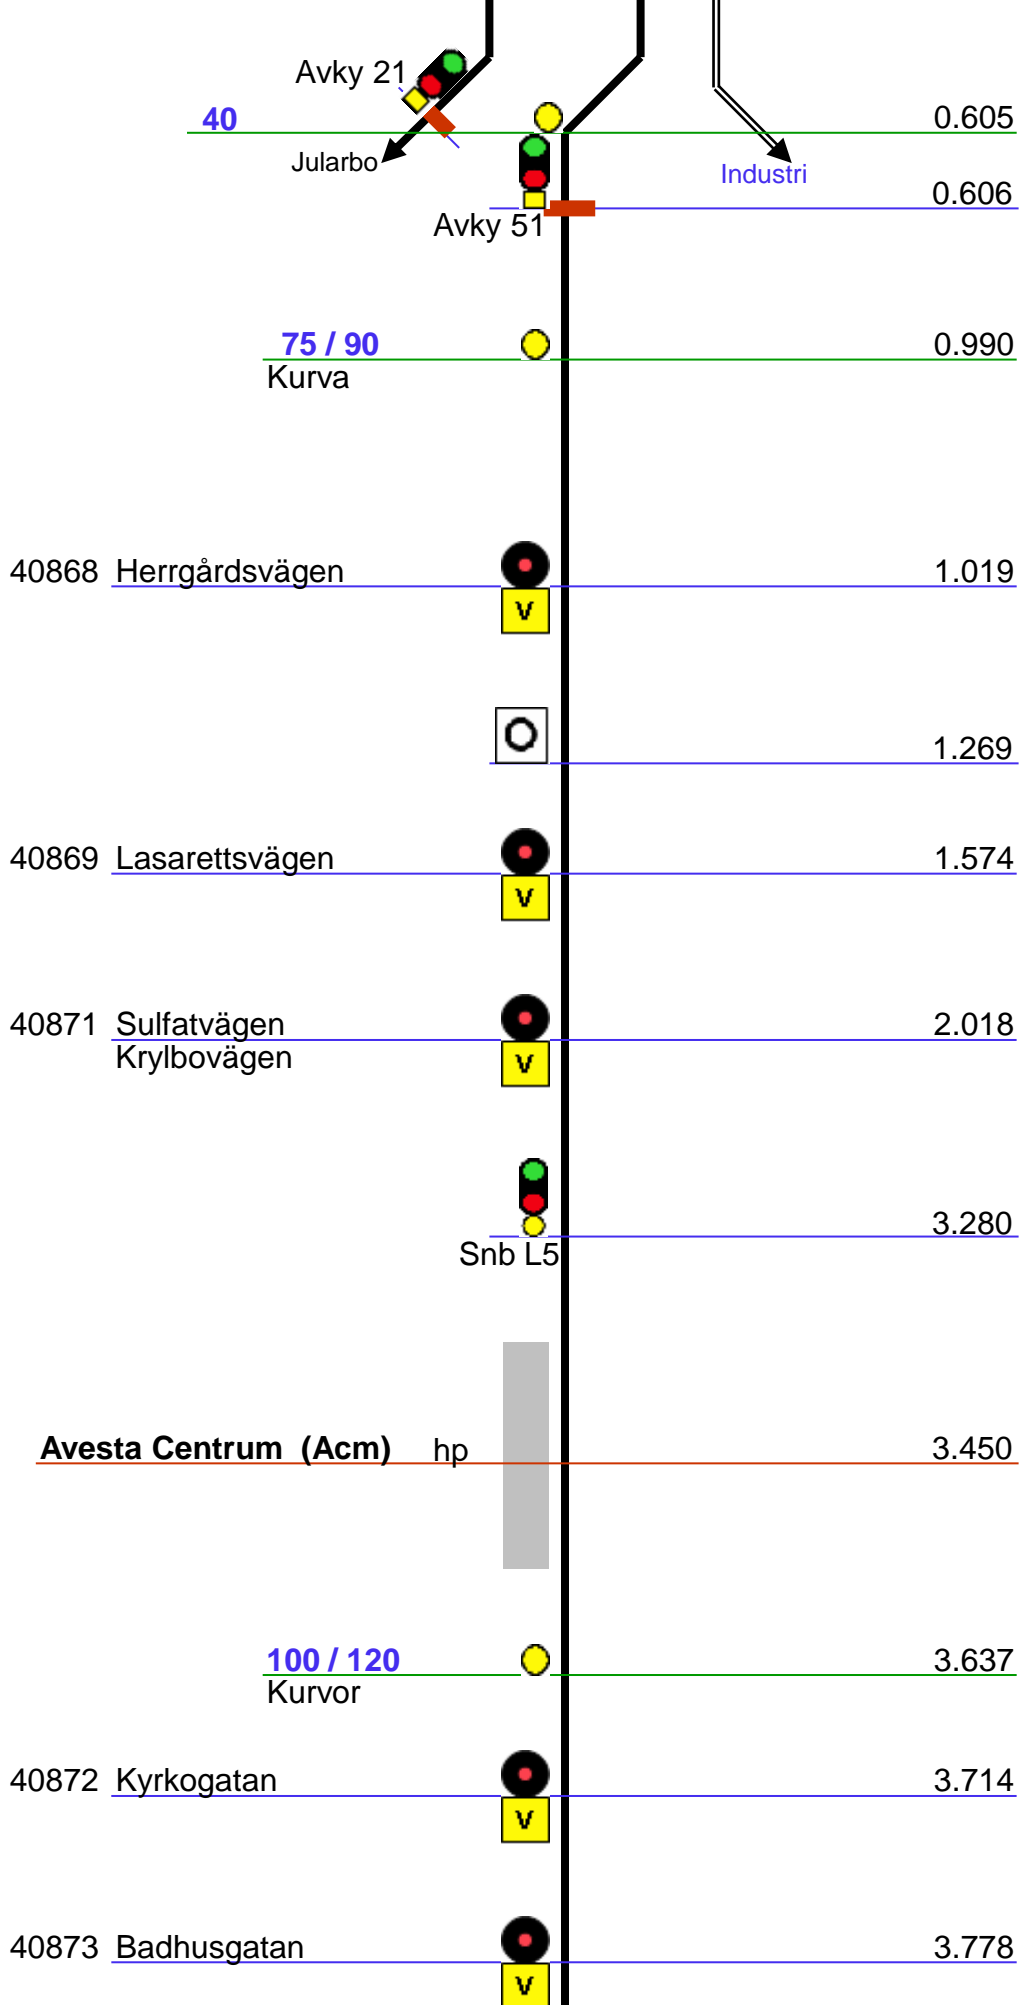 Avky 21
40 0.605
Jularbo
Industri
0.606
Avky 51
75 / 90 0.990
Kurva
40868 Herrgårdsvägen 1.019
V
O 1.269
40869 Lasarettsvägen 1.574
V
40871 Sulfatvägen 2.018
Krylbovägen
V
3.280
Snb L5
Avesta Centrum (Acm) hp 3.450
100 / 120 3.637
Kurvor
40872 Kyrkogatan 3.714
V
40873 Badhusgatan 3.778
V